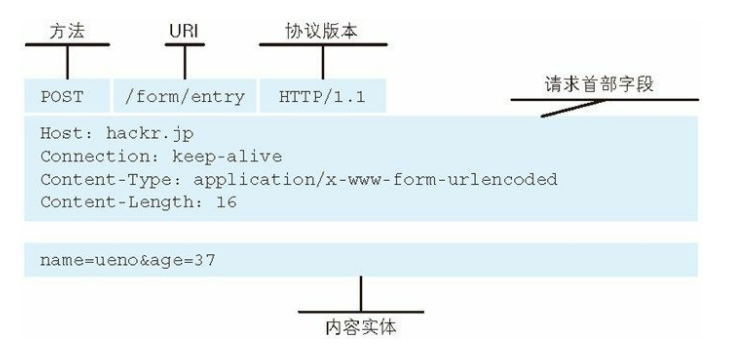 方法 URI 协议版本
请求首部字段
POST /form/entry HTTP/1.1
Host: hackr.jp
Connection: keep-alive
Content-Type: application/x-www-form-urlencoded
Content-Length: 16
name=ueno&age=37
内容实体